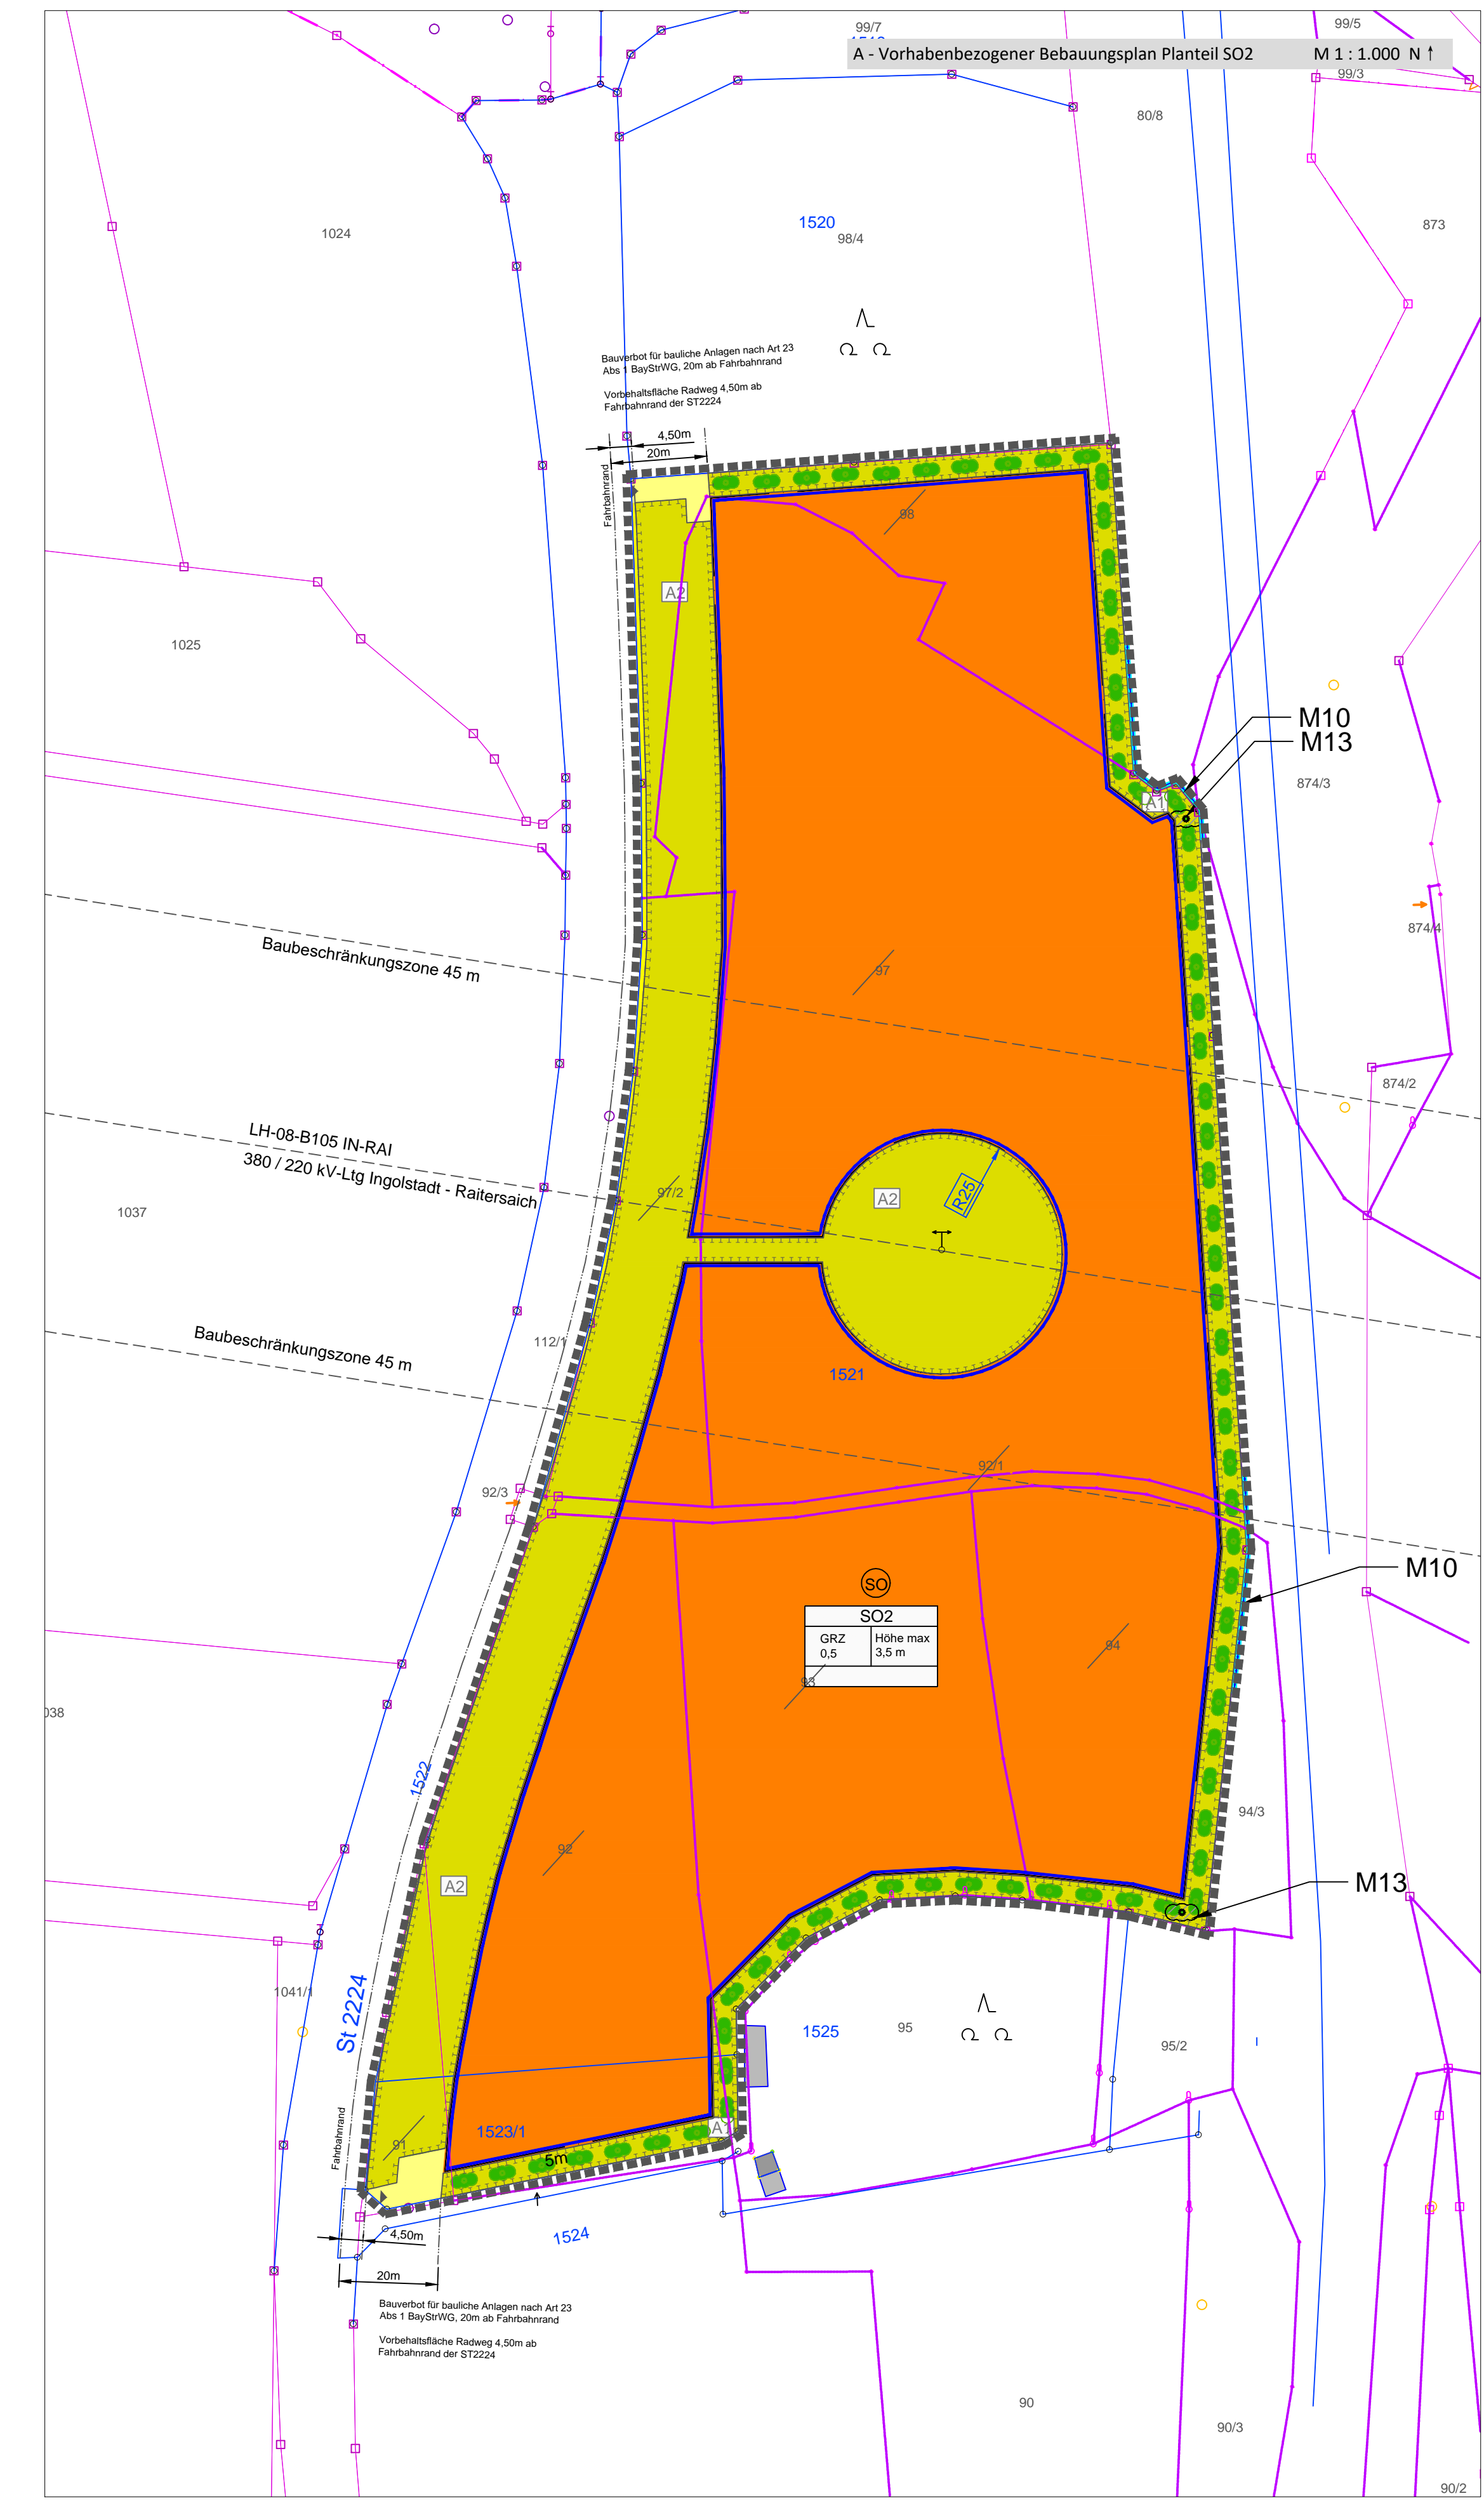 99/7
99/5
A - Vorhabenbezogener Bebauungsplan Planteil SO2 M 1 : 1.000 N
99/3
80/8
1520
873
1024
98/4
Bauverbot für bauliche Anlagen nach Art 23
Abs 1 BayStrWG, 20m ab Fahrbahnrand
Vorbehaltsfläche Radweg 4,50m ab
Fahrbahnrand der ST2224
4,50m
20m
Fahrbahnrand
98
A2
1025
M10
M13
874/3
A1
874/4
Baubeschränkungszone 45 m
97
874/2
LH-08-B105 IN-RAI
380 / 220 kV-Ltg Ingolstadt - Raitersaich
97/2
A2
R25
1037
Baubeschränkungszone 45 m
112/1
1521
92/1
92/3
M10
SO
SO2
GRZ
0,5
Höhe max
3,5 m
94
93
038
1522
94/3
92
A2
M13
1041/1
St 2224
1525
95
95/2
Fahrbahnrand
91
1523/1
5m
1524
4,50m
20m
Bauverbot für bauliche Anlagen nach Art 23
Abs 1 BayStrWG, 20m ab Fahrbahnrand
Vorbehaltsfläche Radweg 4,50m ab
Fahrbahnrand der ST2224
90
90/3
90/2